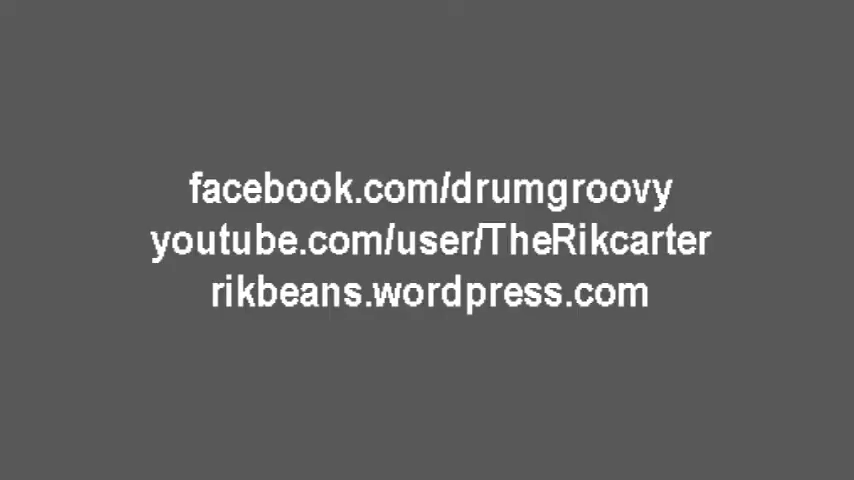 facebook.com/drumgroovy
youtube.com/user/TheRikcarter
rikbeans.wordpress.com